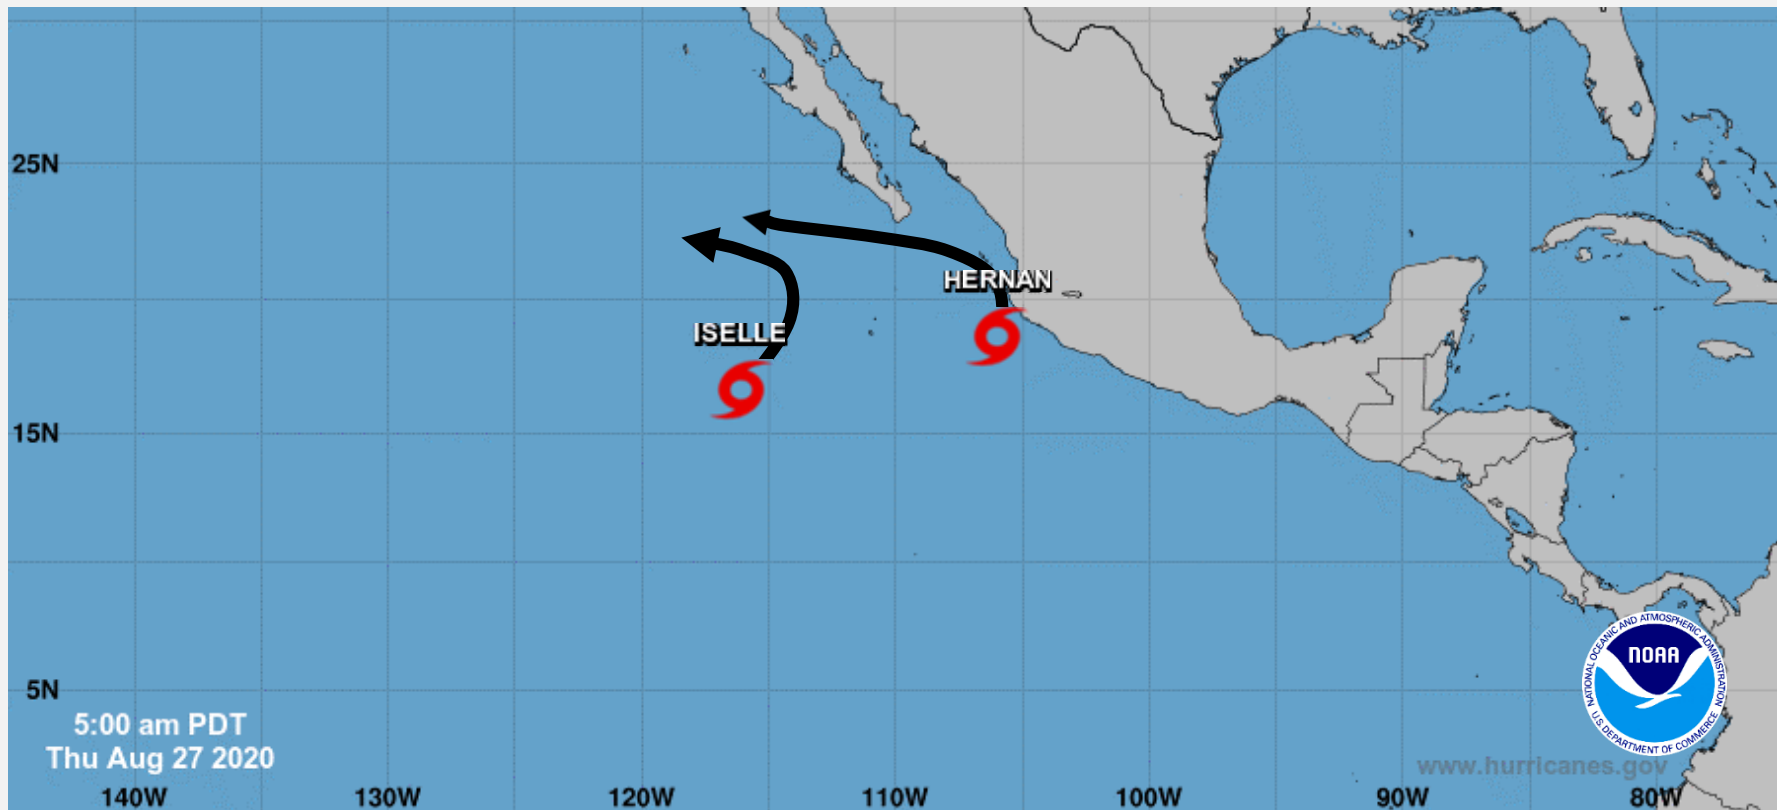 25N
HERNAN
ISELLE
15N
5N
5:00 am PDT
Thu Aug 27 2020
NATIONAL OCEANIC AND ATMOSPHERIC ADMINISTRATION
NOAA
U.S. DEPARTMENT OF COMMERCE
www.hurricanes.gov
140W 130W 120W 110W 100W 90W 80W